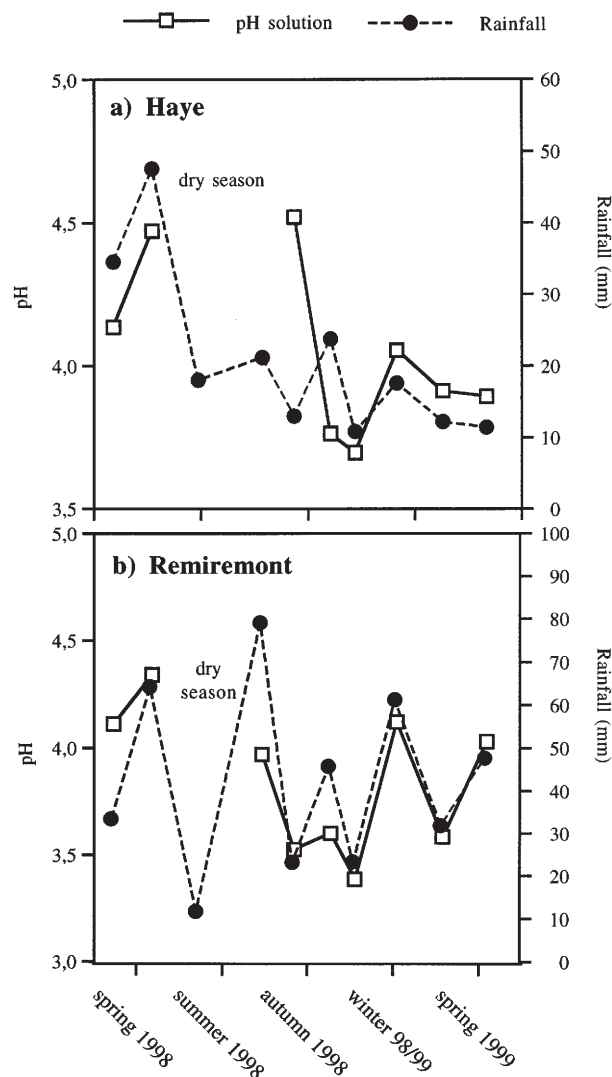 pH solution
Rainfall
a) Haye
dry season
5,0
4,5
4,0
3,5
pH
60
50
40
30
20
10
0
Rainfall (mm)
b) Remiremont
dry
season
5,0
4,5
4,0
3,5
3,0
pH
100
90
80
70
60
50
40
30
20
10
0
Rainfall (mm)
spring 1998
summer 1998
autumn 1998
winter 98/99
spring 1999